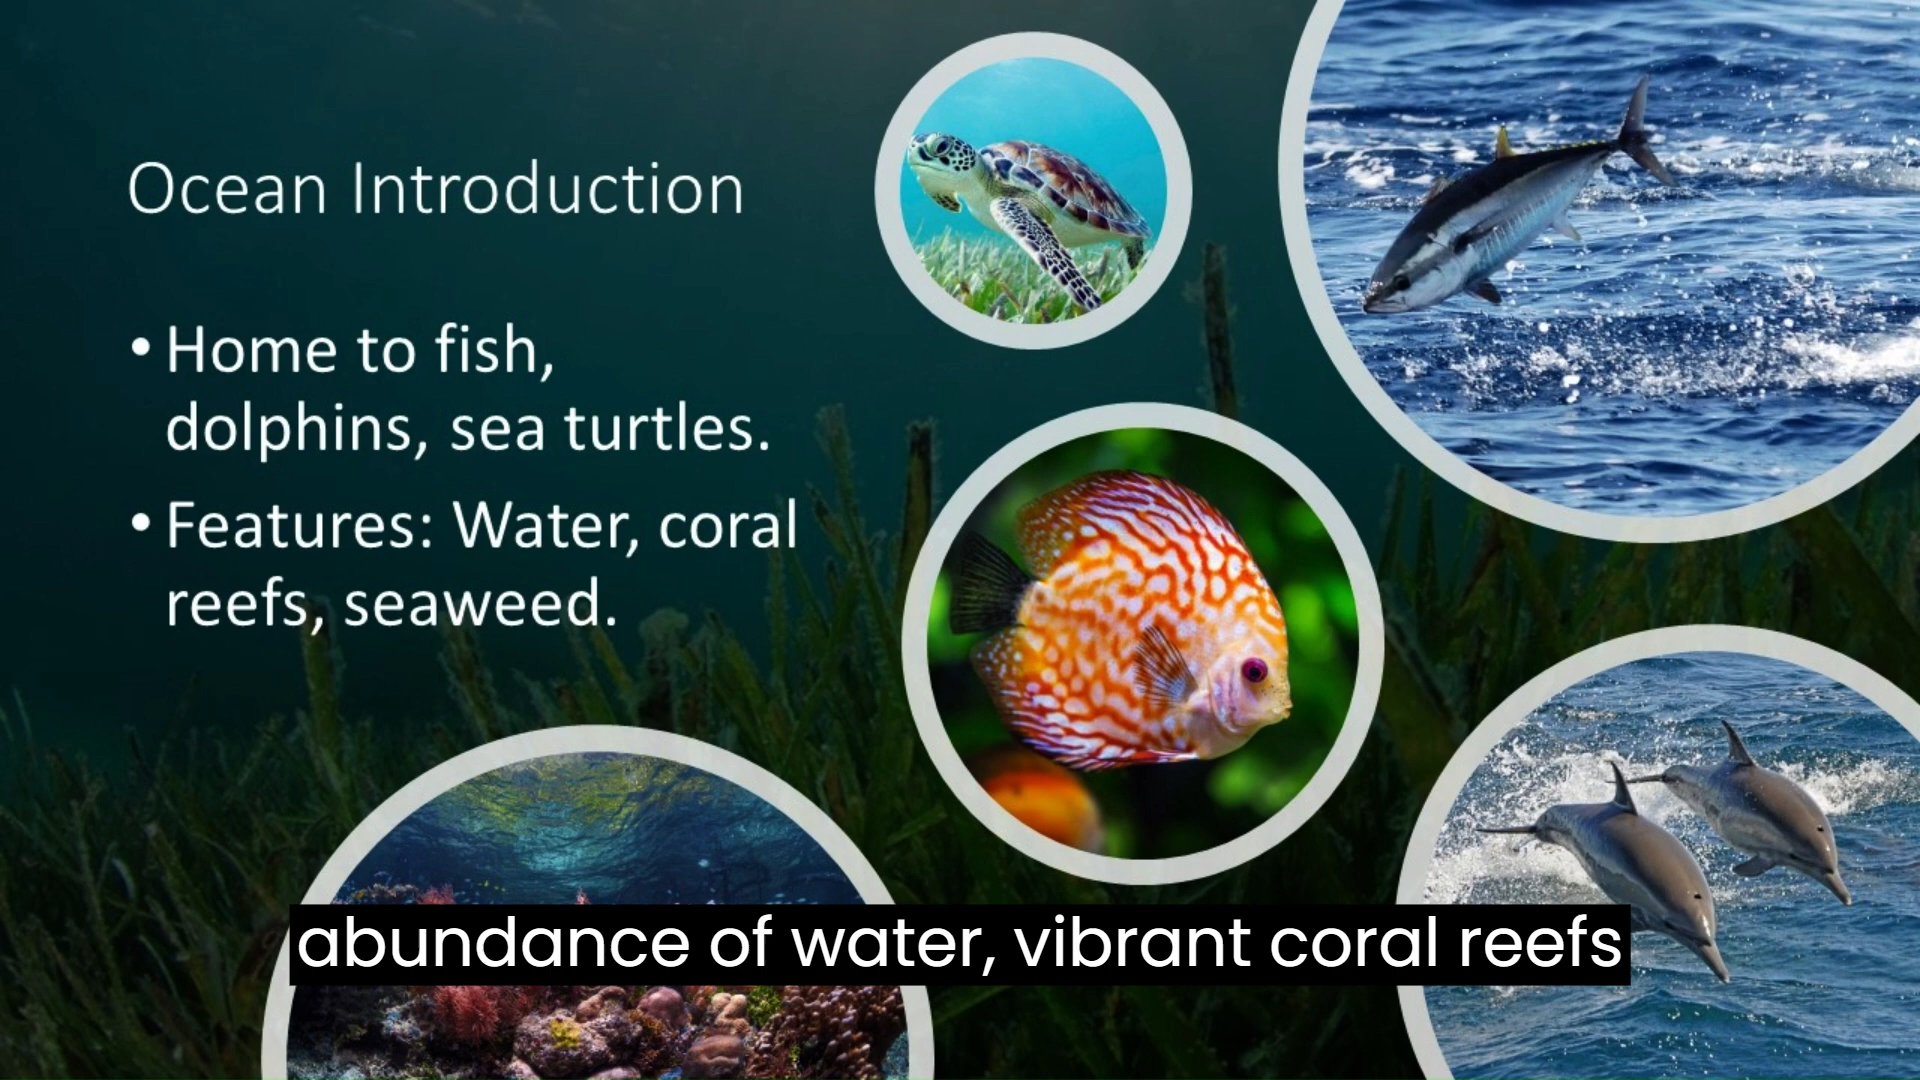 Ocean Introduction
• Home to fish,
dolphins, sea turtles.
• Features: Water, coral
reefs, seaweed.
abundance of water, vibrant coral reefs